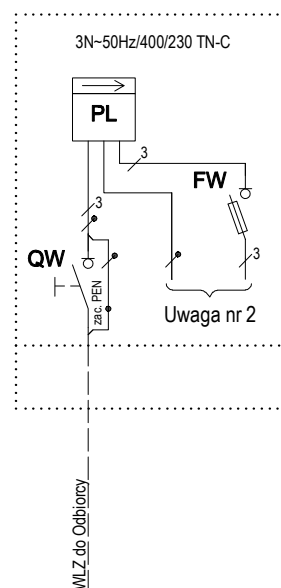 3N~50Hz/400/230 TN-C
PL
3
FW
3
QW
3
zac. PEN
Uwaga nr 2
WLZ do Odbiorcy